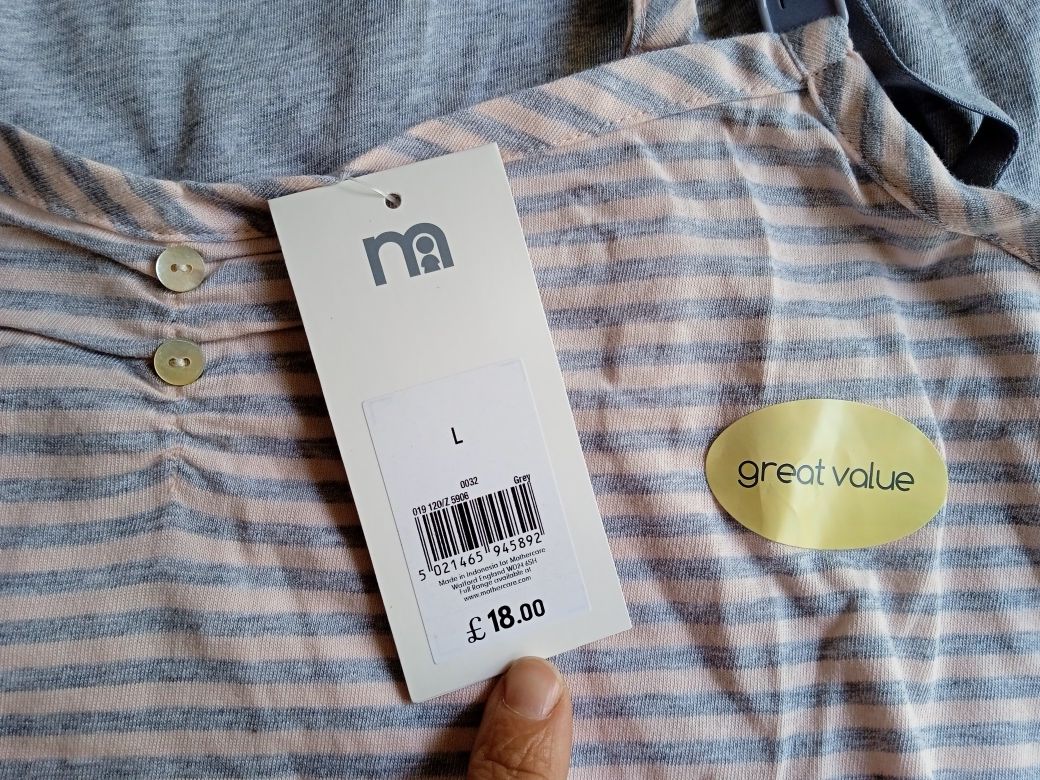 m
L
0032
019 120/Z 5906 Grey
5 021465 945892
Made in Indonesia for Mothercare
Watford England WD24 6SH
Full Range available at
www.mothercare.com
£18.00
great value